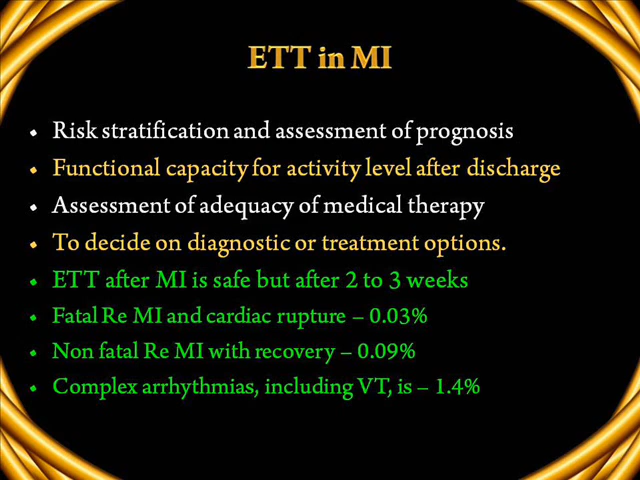 ETT in MI
• Risk stratification and assessment of prognosis
• Functional capacity for activity level after discharge
• Assessment of adequacy of medical therapy
• To decide on diagnostic or treatment options.
• ETT after MI is safe but after 2 to 3 weeks
• Fatal Re MI and cardiac rupture – 0.03%
• Non fatal Re MI with recovery – 0.09%
• Complex arrhythmias, including VT, is – 1.4%